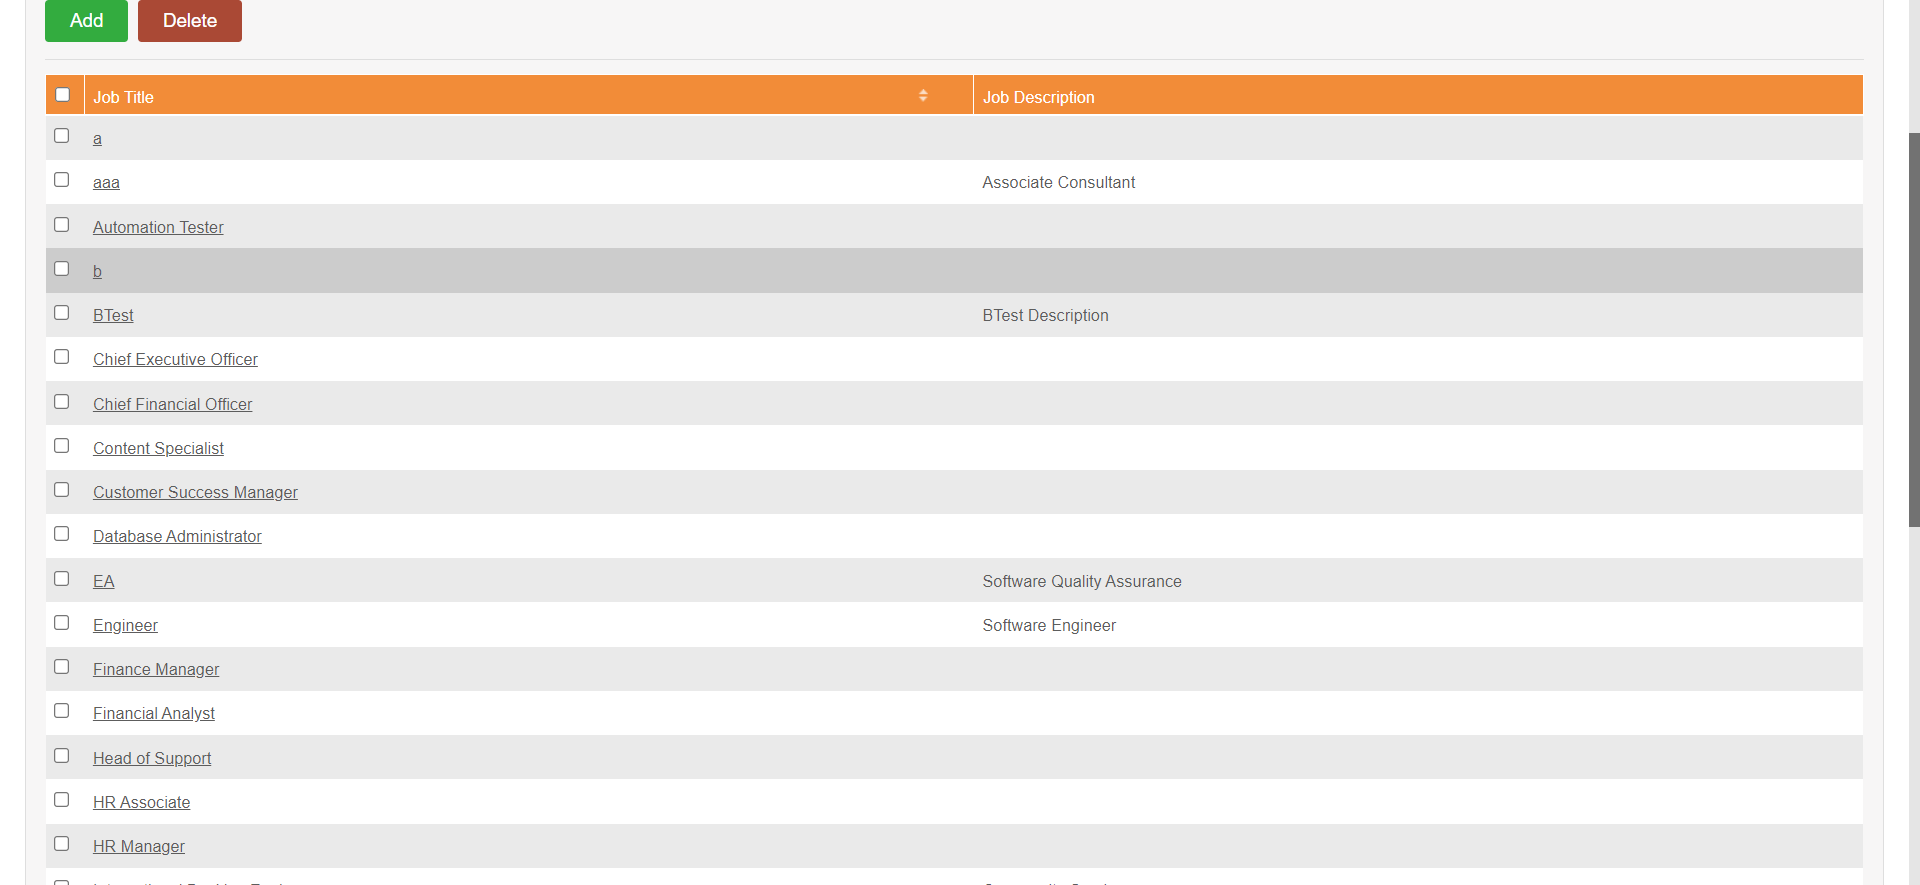 Add Delete
Job Title Job Description
a
aaa Associate Consultant
Automation Tester
b
BTest BTest Description
Chief Executive Officer
Chief Financial Officer
Content Specialist
Customer Success Manager
Database Administrator
EA Software Quality Assurance
Engineer Software Engineer
Finance Manager
Financial Analyst
Head of Support
HR Associate
HR Manager